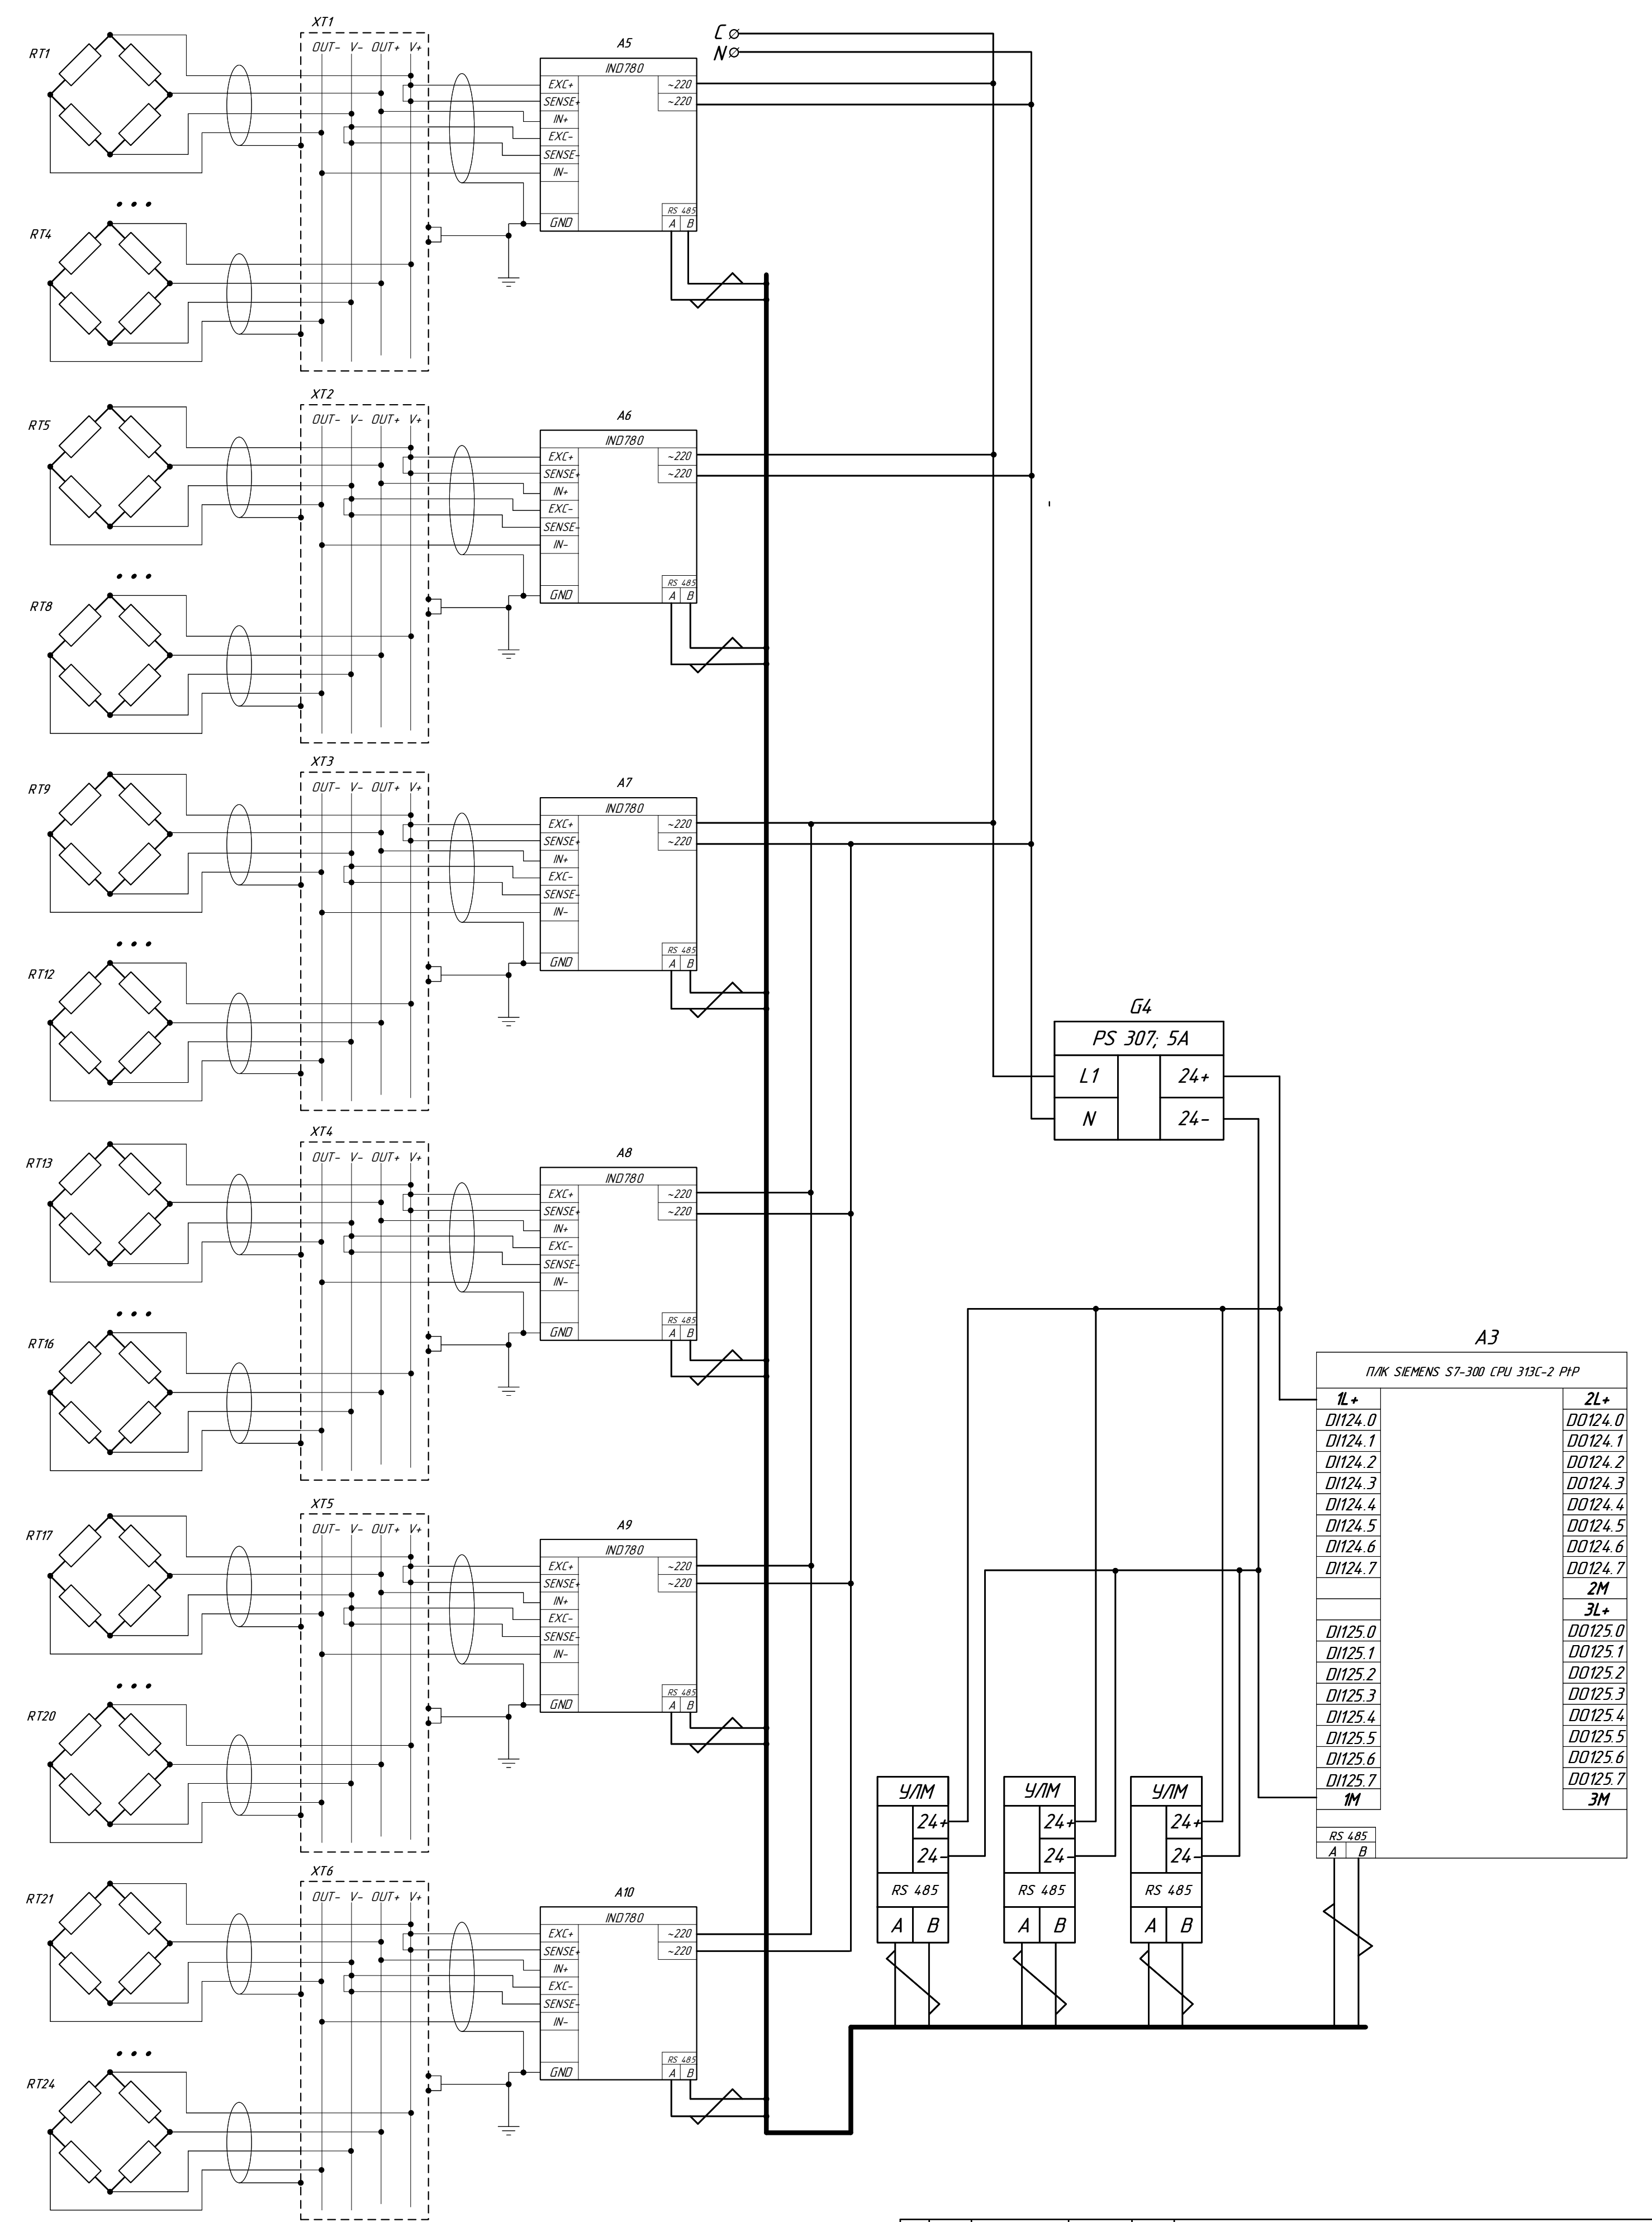 XT1
OUT- V- OUT+ V+
RT1
RT4
A5
IND780
EXC+
SENSE+
IN+
EXC-
SENSE-
IN-
GND
~220
~220
RS 485
A B
C
N
XT2
OUT- V- OUT+ V+
RT5
RT8
A6
IND780
EXC+
SENSE+
IN+
EXC-
SENSE-
IN-
GND
~220
~220
RS 485
A B
XT3
OUT- V- OUT+ V+
RT9
RT12
A7
IND780
EXC+
SENSE+
IN+
EXC-
SENSE-
IN-
GND
~220
~220
RS 485
A B
G4
PS 307; 5A
L1 24+
N 24-
XT4
OUT- V- OUT+ V+
RT13
RT16
A8
IND780
EXC+
SENSE+
IN+
EXC-
SENSE-
IN-
GND
~220
~220
RS 485
A B
XT5
OUT- V- OUT+ V+
RT17
RT20
A9
IND780
EXC+
SENSE+
IN+
EXC-
SENSE-
IN-
GND
~220
~220
RS 485
A B
XT6
OUT- V- OUT+ V+
RT21
RT24
A10
IND780
EXC+
SENSE+
IN+
EXC-
SENSE-
IN-
GND
~220
~220
RS 485
A B
УЛМ
24+
24-
RS 485
A B
УЛМ
24+
24-
RS 485
A B
УЛМ
24+
24-
RS 485
A B
A3
ПЛК SIEMENS S7-300 CPU 313C-2 PtP
1L+ 2L+
DI124.0 DO124.0
DI124.1 DO124.1
DI124.2 DO124.2
DI124.3 DO124.3
DI124.4 DO124.4
DI124.5 DO124.5
DI124.6 DO124.6
DI124.7 DO124.7
2M
3L+
DI125.0 DO125.0
DI125.1 DO125.1
DI125.2 DO125.2
DI125.3 DO125.3
DI125.4 DO125.4
DI125.5 DO125.5
DI125.6 DO125.6
DI125.7 DO125.7
1M 3M
RS 485
A B